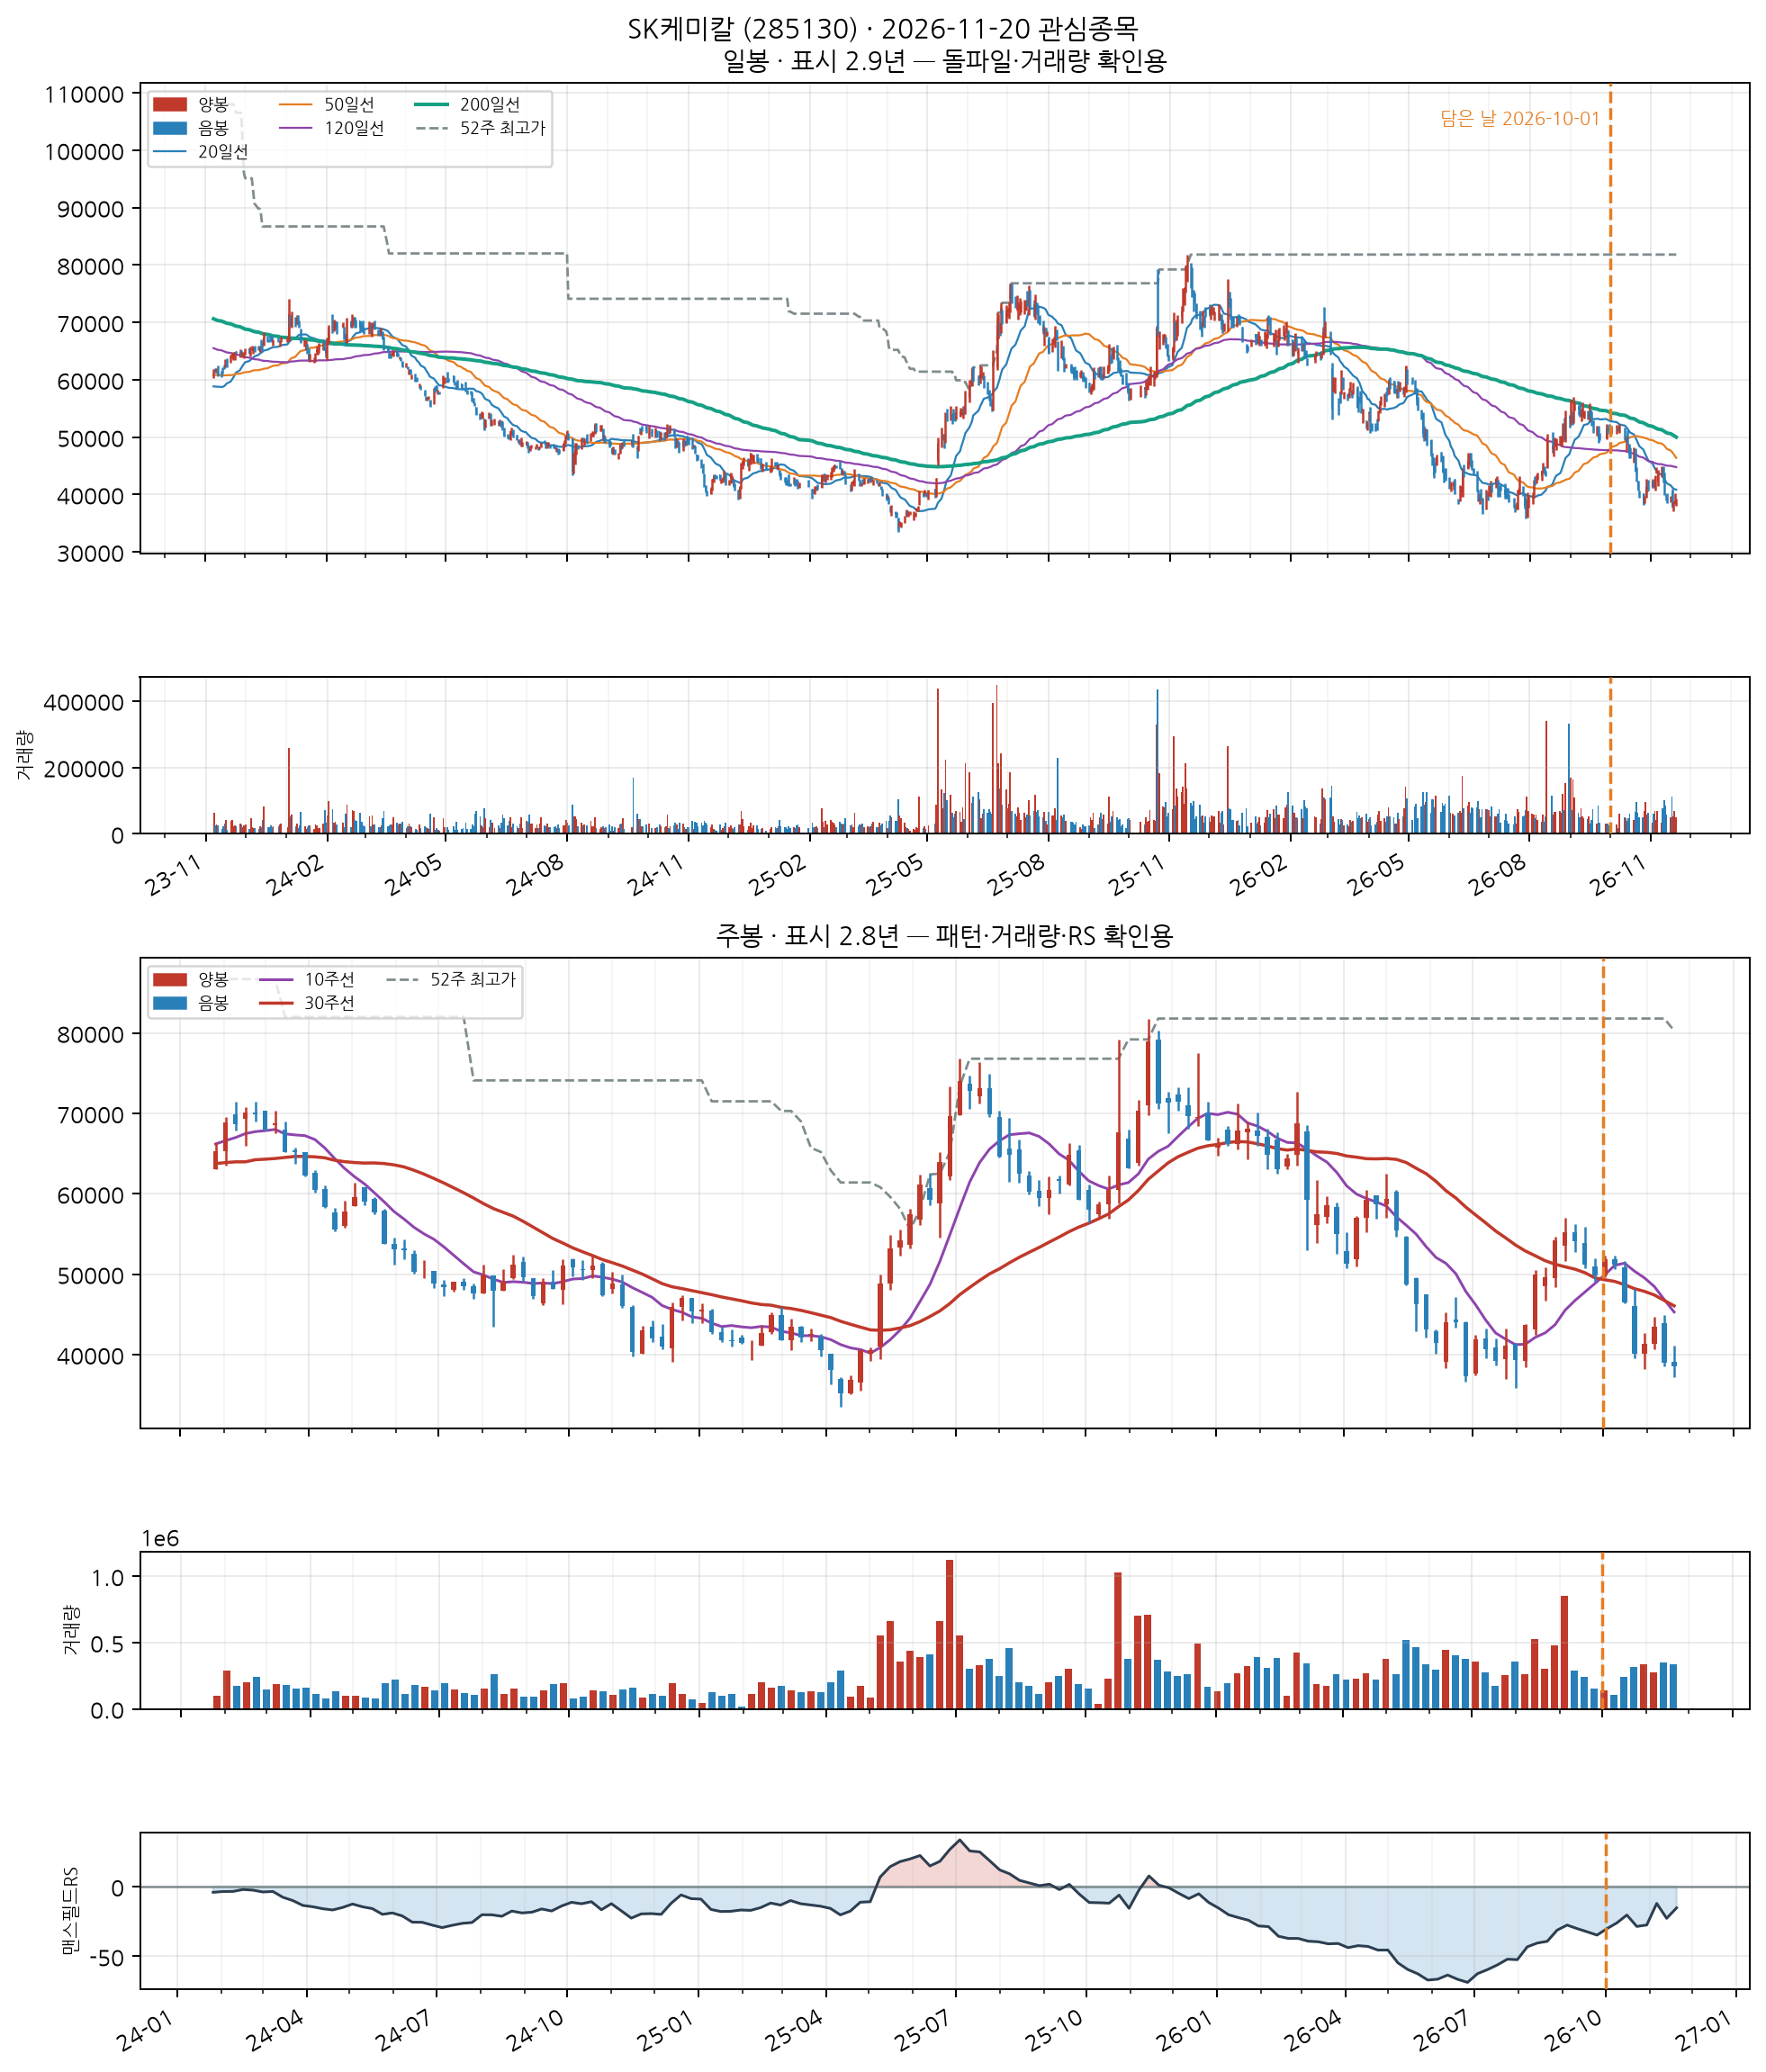 SK케미칼 (285130) · 2026-11-20 관심종목
일봉 · 표시 2.9년 — 돌파일·거래량 확인용
양봉
음봉
20일선
50일선
120일선
200일선
52주 최고가
담은 날 2026-10-01
110000
100000
90000
80000
70000
60000
50000
40000
30000
거래량
400000
200000
0
23-11
24-02
24-05
24-08
24-11
25-02
25-05
25-08
25-11
26-02
26-05
26-08
26-11
주봉 · 표시 2.8년 — 패턴·거래량·RS 확인용
양봉
음봉
10주선
30주선
52주 최고가
80000
70000
60000
50000
40000
1e6
거래량
1.0
0.5
0.0
맨스필드RS
0
-50
24-01
24-04
24-07
24-10
25-01
25-04
25-07
25-10
26-01
26-04
26-07
26-10
27-01